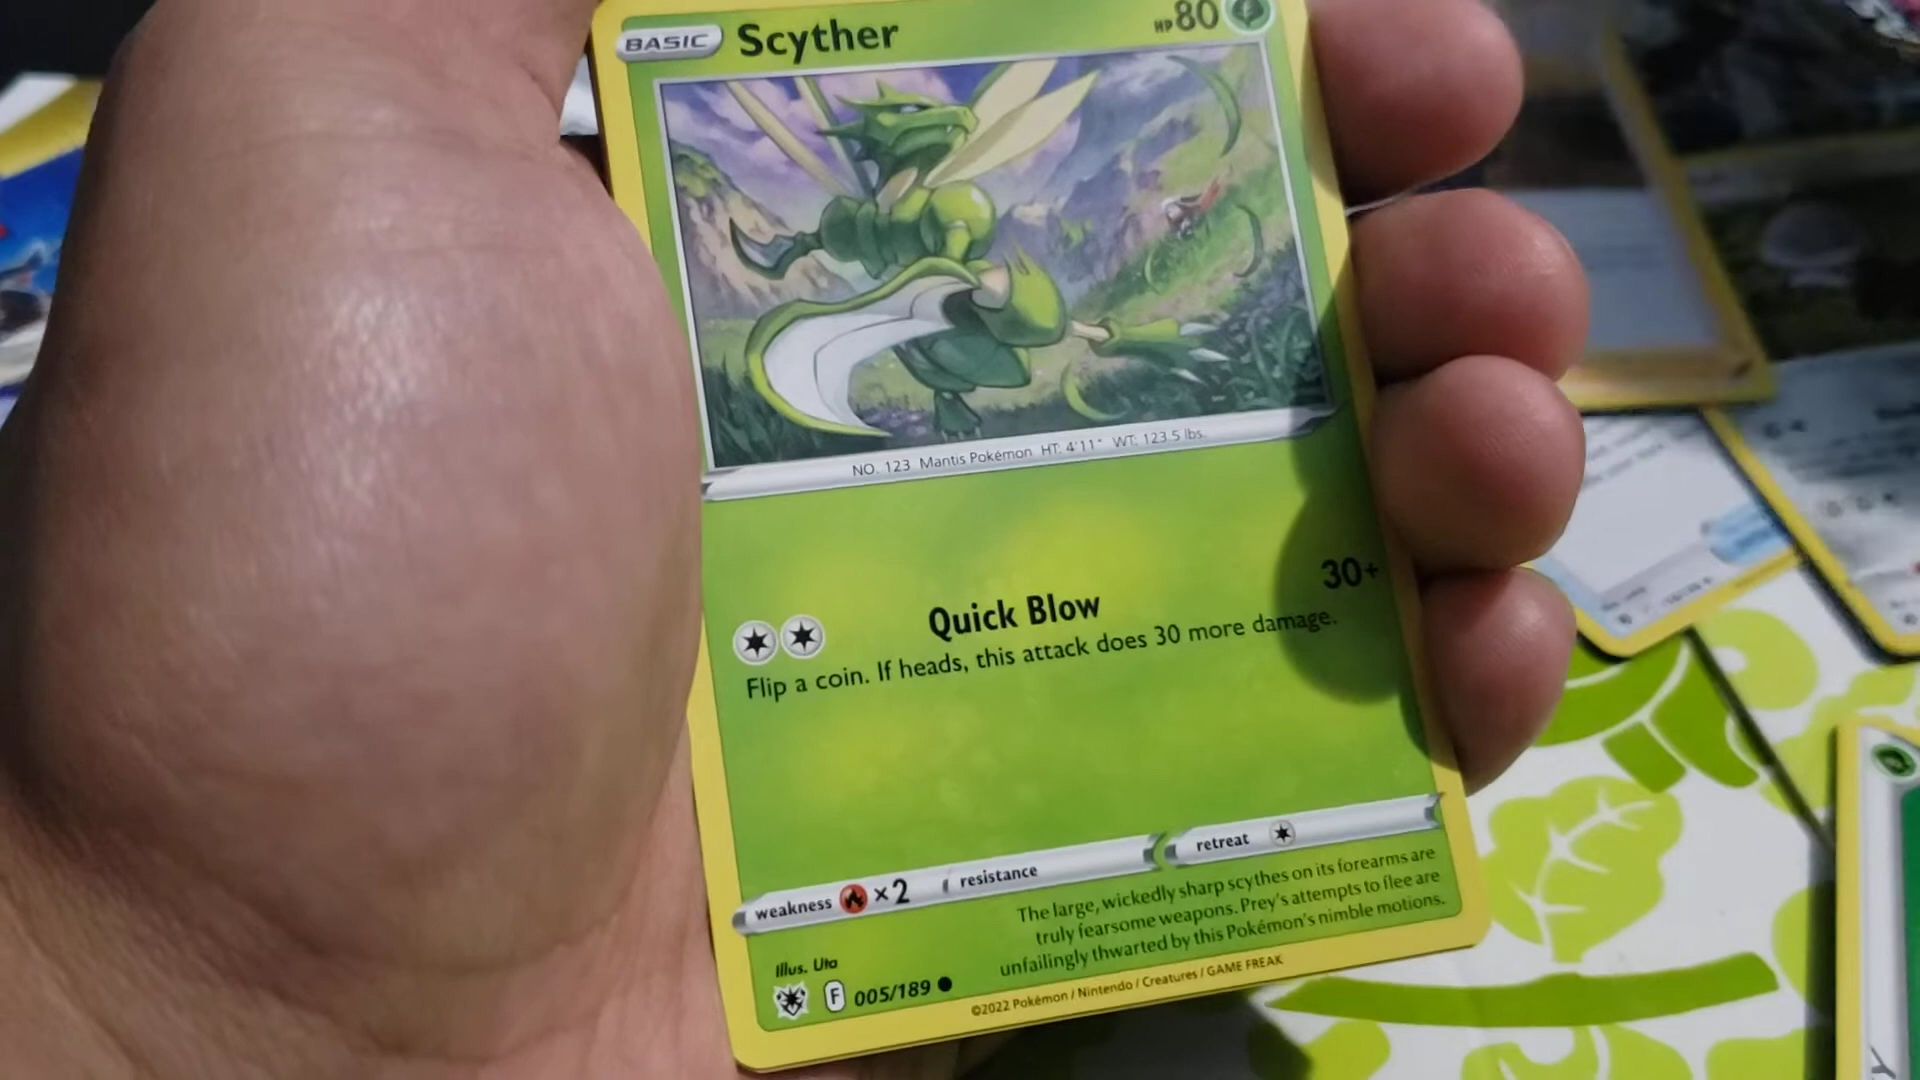 BASIC Scyther HP 80
NO. 123 Mantis Pokémon HT: 4'11" WT: 123.5 lbs.
Quick Blow 30+
Flip a coin. If heads, this attack does 30 more damage.
weakness ×2 resistance retreat
The large, wickedly sharp scythes on its forearms are
truly fearsome weapons. Prey's attempts to flee are
unfailingly thwarted by this Pokémon's nimble motions.
Illus. Uta
F 005/189
©2022 Pokémon / Nintendo / Creatures / GAME FREAK